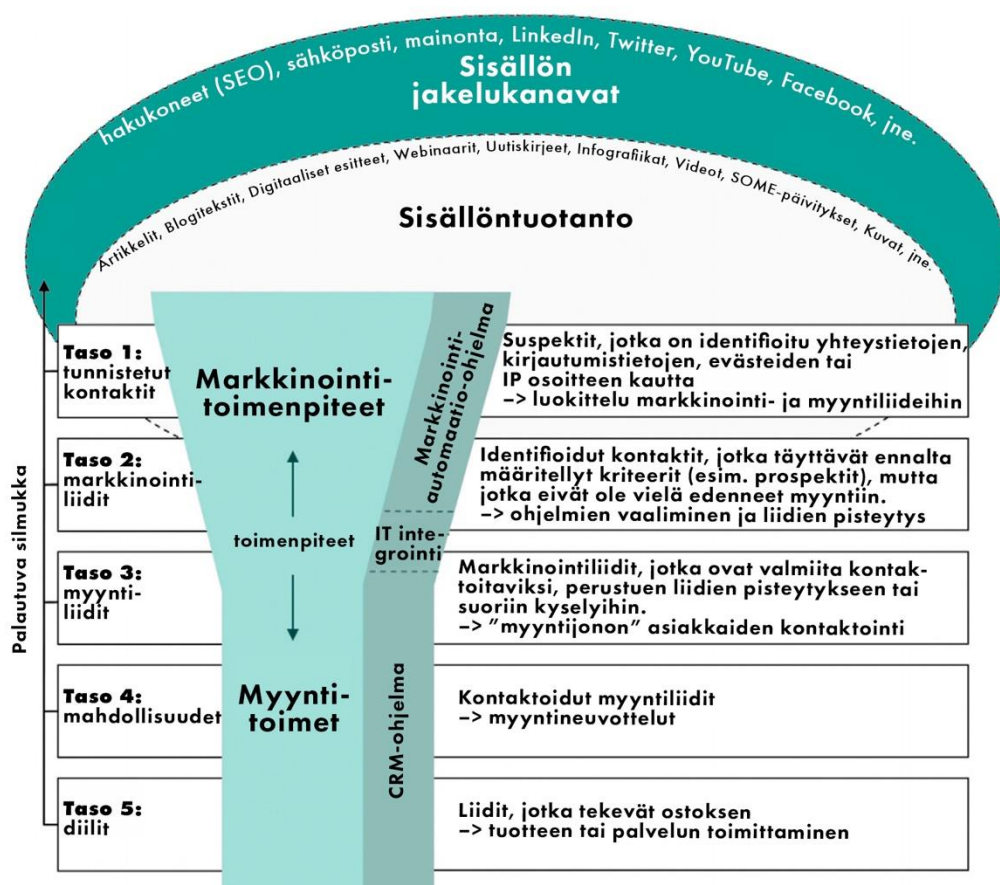 hakukoneet (SEO), sähköposti, mainonta, LinkedIn, Twitter, YouTube, Facebook, jne.
Sisällön
jakelukanavat
Artikkelit, Blogitekstit, Digitaaliset esitteet, Webinaarit, Uutiskirjeet, Infografiikat, Videot, SOME-päivitykset, Kuvat, jne.
Sisällöntuotanto
Palautuva silmukka
Taso 1:
tunnistetut
kontaktit
Markkinointi-
toimenpiteet
Markkinointi-
automaatio-ohjelma
Suspektit, jotka on identifioitu yhteystietojen,
kirjautumistietojen, evästeiden tai
IP osoitteen kautta
–> luokittelu markkinointi- ja myyntiliideihin
Taso 2:
markkinointi-
liidit
Identifioidut kontaktit, jotka täyttävät ennalta
määritellyt kriteerit (esim. prospektit), mutta
jotka eivät ole vielä edenneet myyntiin.
–> ohjelmien vaaliminen ja liidien pisteytys
toimenpiteet
IT inte-
grointi
Taso 3:
myynti-
liidit
Markkinointiliidit, jotka ovat valmiita kontak-
toitaviksi, perustuen liidien pisteytykseen tai
suoriin kyselyihin.
–> ”myyntijonon” asiakkaiden kontaktointi
Taso 4:
mahdollisuudet
Myynti-
toimet
CRM-ohjelma
Kontaktoidut myyntiliidit
–> myyntineuvottelut
Taso 5:
diilit
Liidit, jotka tekevät ostoksen
–> tuotteen tai palvelun toimittaminen